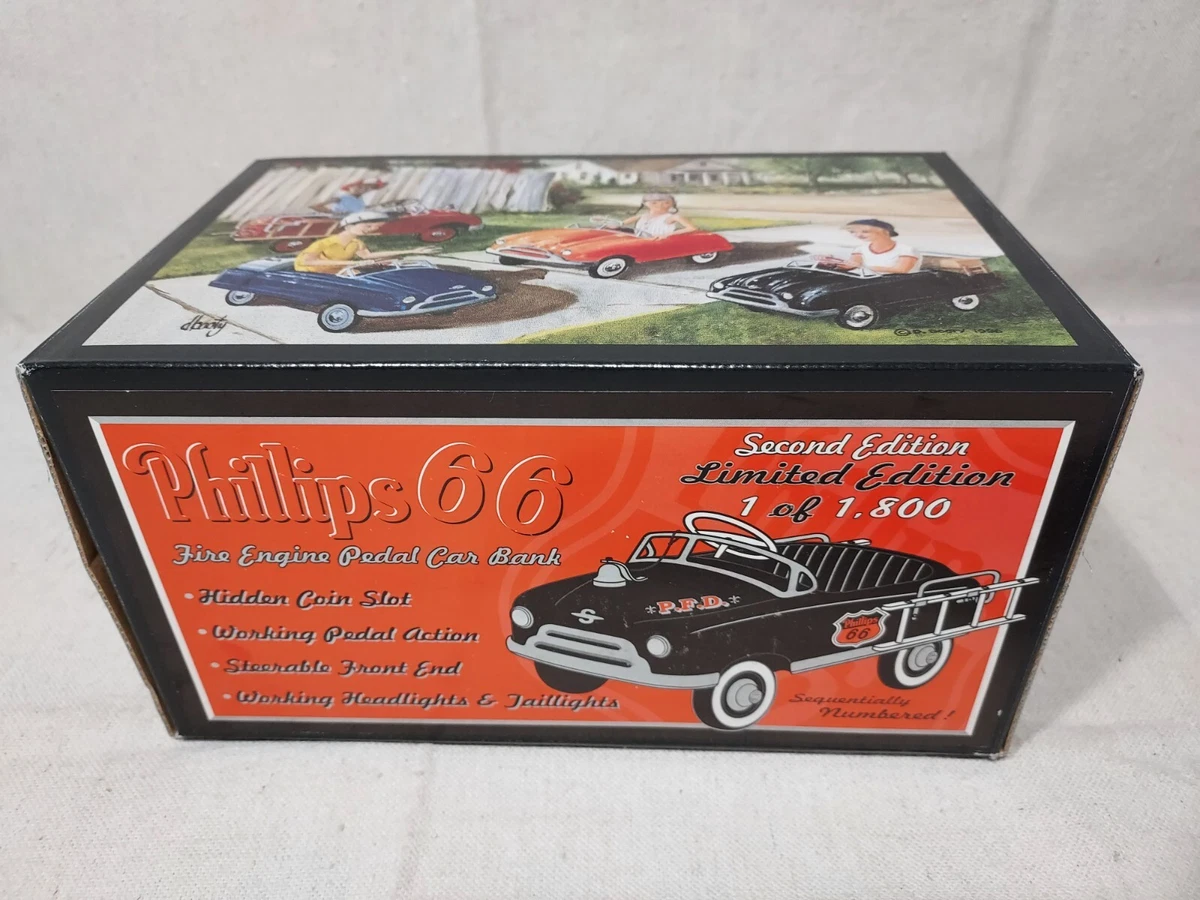 Phillips 66
Fire Engine Pedal Car Bank
• Hidden Coin Slot
• Working Pedal Action
• Steerable Front End
• Working Headlights & Taillights
Second Edition
Limited Edition
1 of 1,800
*P.F.D.*
Phillips
66
Sequentially
Numbered!